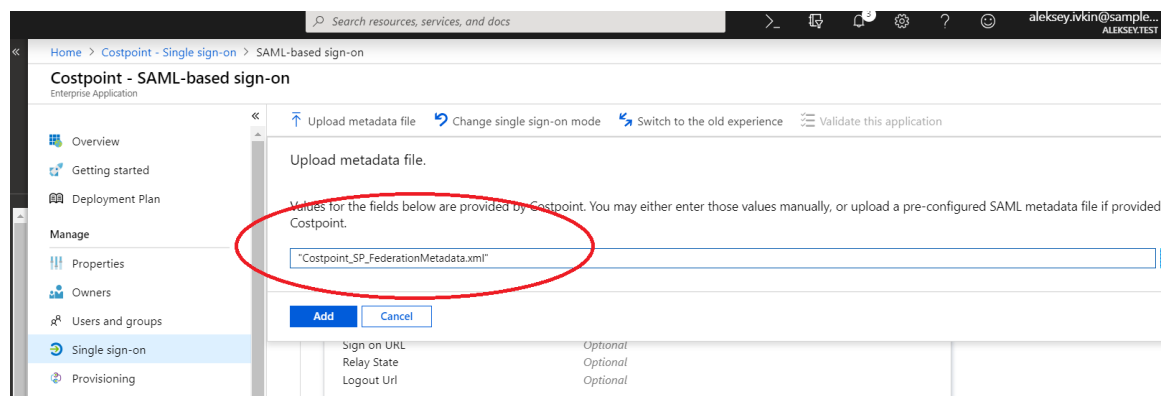 Search resources, services, and docs
>_
3
?
aleksey.ivkin@sample...
ALEKSEY.TEST
«
Home > Costpoint - Single sign-on > SAML-based sign-on
Costpoint - SAML-based sign-on
Enterprise Application
«
Upload metadata file
Change single sign-on mode
Switch to the old experience
Validate this application
Overview
Getting started
Deployment Plan
Manage
Properties
Owners
Users and groups
Single sign-on
Provisioning
Upload metadata file.
Values for the fields below are provided by Costpoint. You may either enter those values manually, or upload a pre-configured SAML metadata file if provided
Costpoint.
"Costpoint_SP_FederationMetadata.xml"
Add
Cancel
Sign on URL Optional
Relay State Optional
Logout Url Optional